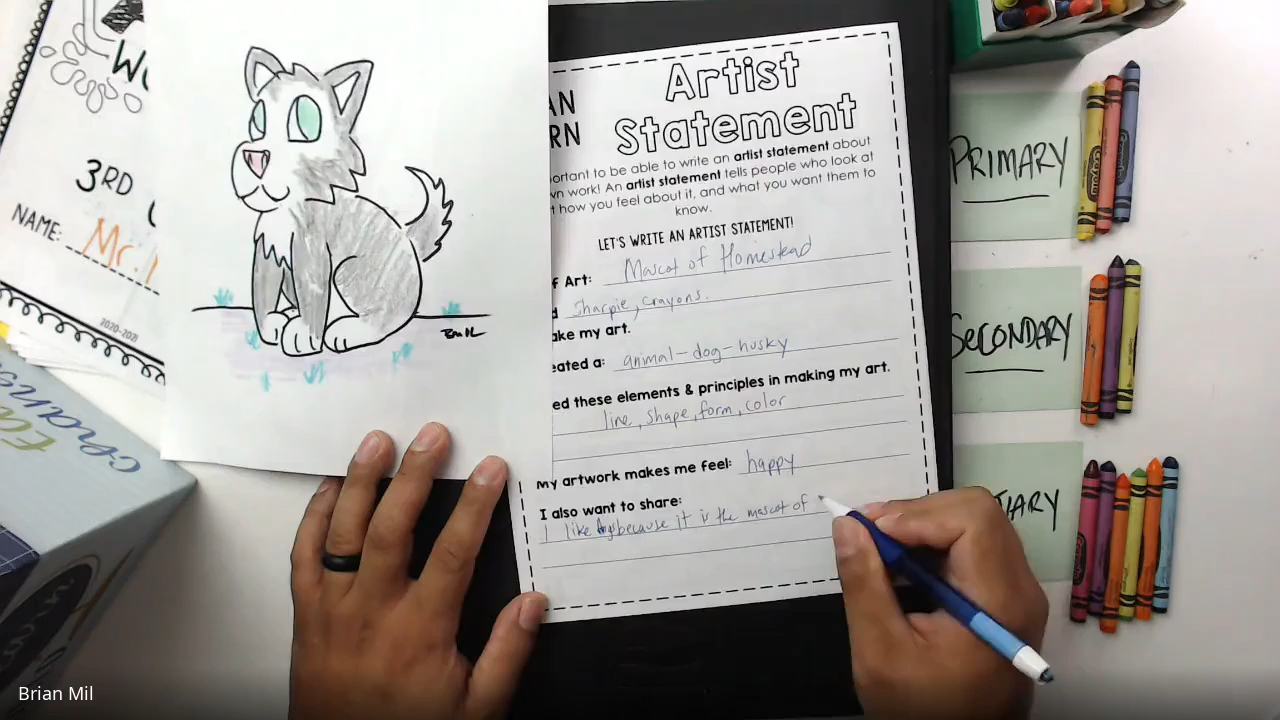 3RD
NAME:
Mr.
2020-2021
BMIL
AN
RN
Artist
Statement
portant to be able to write an artist statement about
wn work! An artist statement tells people who look at
t how you feel about it, and what you want them to
know.
LET'S WRITE AN ARTIST STATEMENT!
f Art: Mascot of Homestead
d Sharpie, crayons.
ake my art.
eated a: animal-dog-husky
ed these elements & principles in making my art.
line, shape, form, color
My artwork makes me feel: happy
I also want to share:
I like because it is the mascot of
PRIMARY
SECONDARY
TIARY
Brian Mil